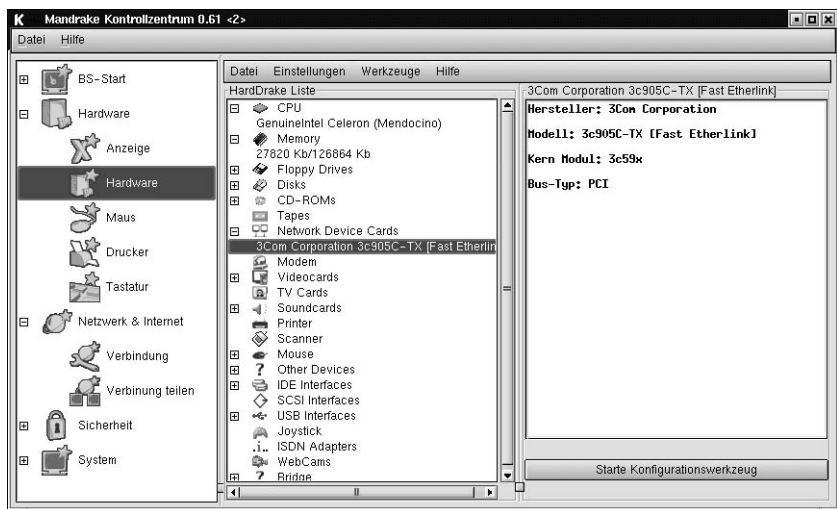 K Mandrake Kontrollzentrum 0.61 <2>
Datei Hilfe
BS-Start
Hardware
Anzeige
Hardware
Maus
Drucker
Tastatur
Netzwerk & Internet
Verbindung
Verbinung teilen
Sicherheit
System
Datei Einstellungen Werkzeuge Hilfe
HardDrake Liste
CPU
GenuineIntel Celeron (Mendocino)
Memory
27820 Kb/126864 Kb
Floppy Drives
Disks
CD-ROMs
Tapes
Network Device Cards
3Com Corporation 3c905C-TX [Fast Etherlin
Modem
Videocards
TV Cards
Soundcards
Printer
Scanner
Mouse
Other Devices
IDE Interfaces
SCSI Interfaces
USB Interfaces
Joystick
ISDN Adapters
WebCams
Bridge
3Com Corporation 3c905C-TX [Fast Etherlink]
Hersteller: 3Com Corporation
Modell: 3c905C-TX [Fast Etherlink]
Kern Modul: 3c59x
Bus-Typ: PCI
Starte Konfigurationswerkzeug